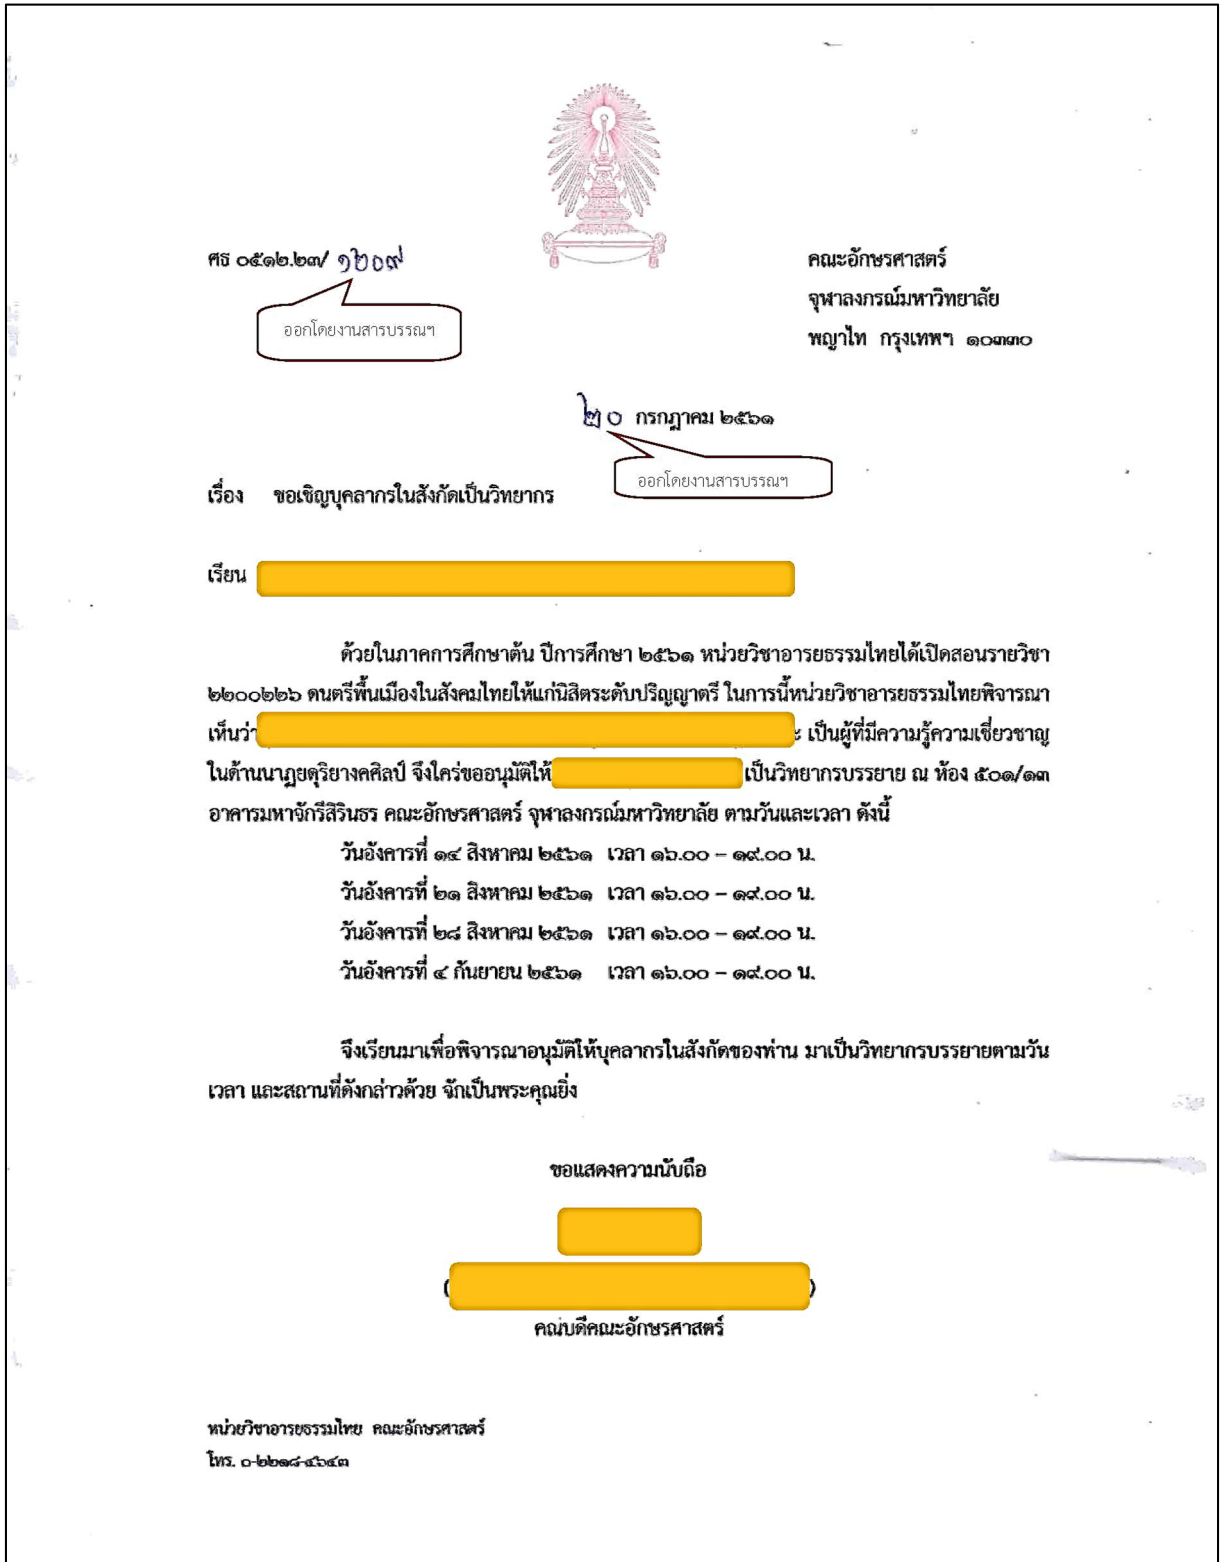 ศธ ๐๕๑๒.๒๓/ ๑๒๐๙
ออกโดยงานสารบรรณฯ
คณะอักษรศาสตร์
จุฬาลงกรณ์มหาวิทยาลัย
พญาไท กรุงเทพฯ ๑๐๓๓๐
๒๐ กรกฎาคม ๒๕๖๑
ออกโดยงานสารบรรณฯ
เรื่อง ขอเชิญบุคลากรในสังกัดเป็นวิทยากร
เรียน
ด้วยในภาคการศึกษาต้น ปีการศึกษา ๒๕๖๑ หน่วยวิชาอารยธรรมไทยได้เปิดสอนรายวิชา
๒๒๐๐๒๒๖ ดนตรีพื้นเมืองในสังคมไทยให้แก่นิสิตระดับปริญญาตรี ในการนี้หน่วยวิชาอารยธรรมไทยพิจารณา
เห็นว่า เป็นผู้ที่มีความรู้ความเชี่ยวชาญ
ในด้านนาฏยดุริยางคศิลป์ จึงใคร่ขออนุมัติให้ เป็นวิทยากรบรรยาย ณ ห้อง ๕๐๑/๑๓
อาคารมหาจักรีสิรินธร คณะอักษรศาสตร์ จุฬาลงกรณ์มหาวิทยาลัย ตามวันและเวลา ดังนี้
วันอังคารที่ ๑๔ สิงหาคม ๒๕๖๑ เวลา ๑๖.๐๐ – ๑๙.๐๐ น.
วันอังคารที่ ๒๑ สิงหาคม ๒๕๖๑ เวลา ๑๖.๐๐ – ๑๙.๐๐ น.
วันอังคารที่ ๒๘ สิงหาคม ๒๕๖๑ เวลา ๑๖.๐๐ – ๑๙.๐๐ น.
วันอังคารที่ ๔ กันยายน ๒๕๖๑ เวลา ๑๖.๐๐ – ๑๙.๐๐ น.
จึงเรียนมาเพื่อพิจารณาอนุมัติให้บุคลากรในสังกัดของท่าน มาเป็นวิทยากรบรรยายตามวัน
เวลา และสถานที่ดังกล่าวด้วย จักเป็นพระคุณยิ่ง
ขอแสดงความนับถือ
( )
คณบดีคณะอักษรศาสตร์
หน่วยวิชาอารยธรรมไทย คณะอักษรศาสตร์
โทร. ๐-๒๒๑๘-๔๖๔๓